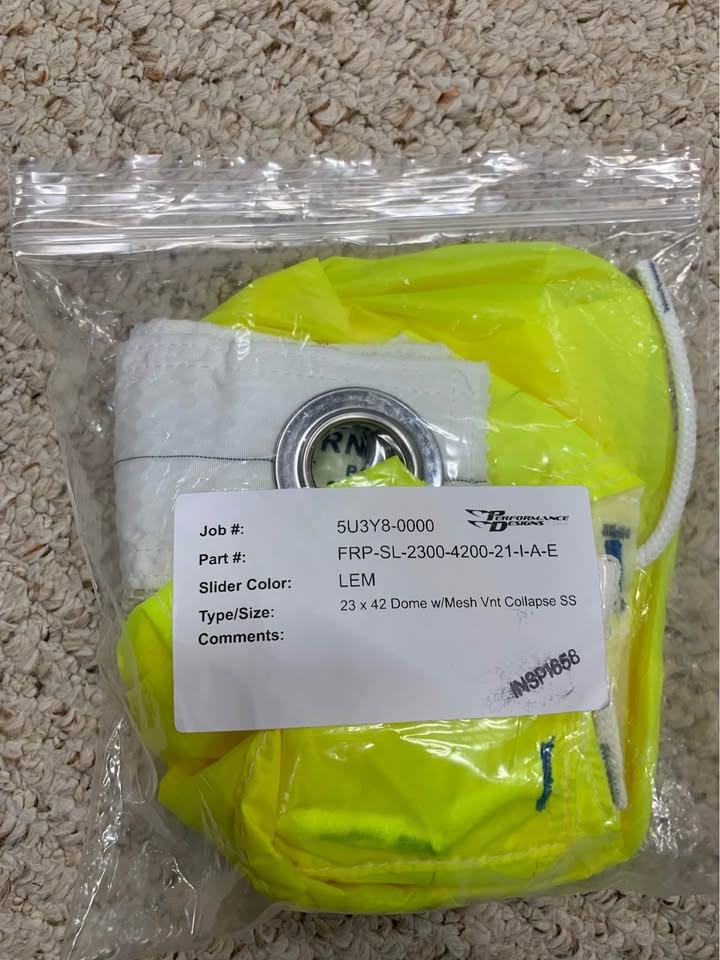 RN
Job #: 5U3Y8-0000
PERFORMANCE
DESIGNS
Part #: FRP-SL-2300-4200-21-I-A-E
Slider Color: LEM
Type/Size: 23 x 42 Dome w/Mesh Vnt Collapse SS
Comments:
INSP1658